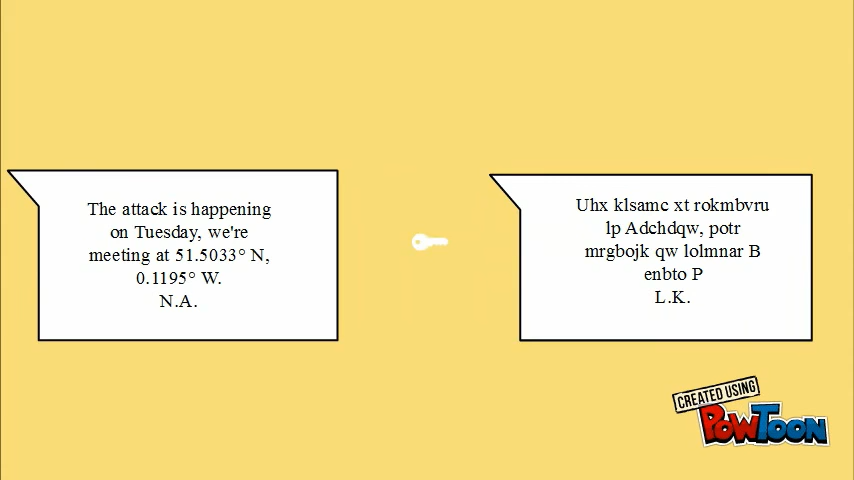 The attack is happening
on Tuesday, we're
meeting at 51.5033° N,
0.1195° W.
N.A.
Uhx klsamc xt rokmbvru
lp Adchdqw, potr
mrgbojk qw lolmnar B
enbto P
L.K.
CREATED USING
POWTOON